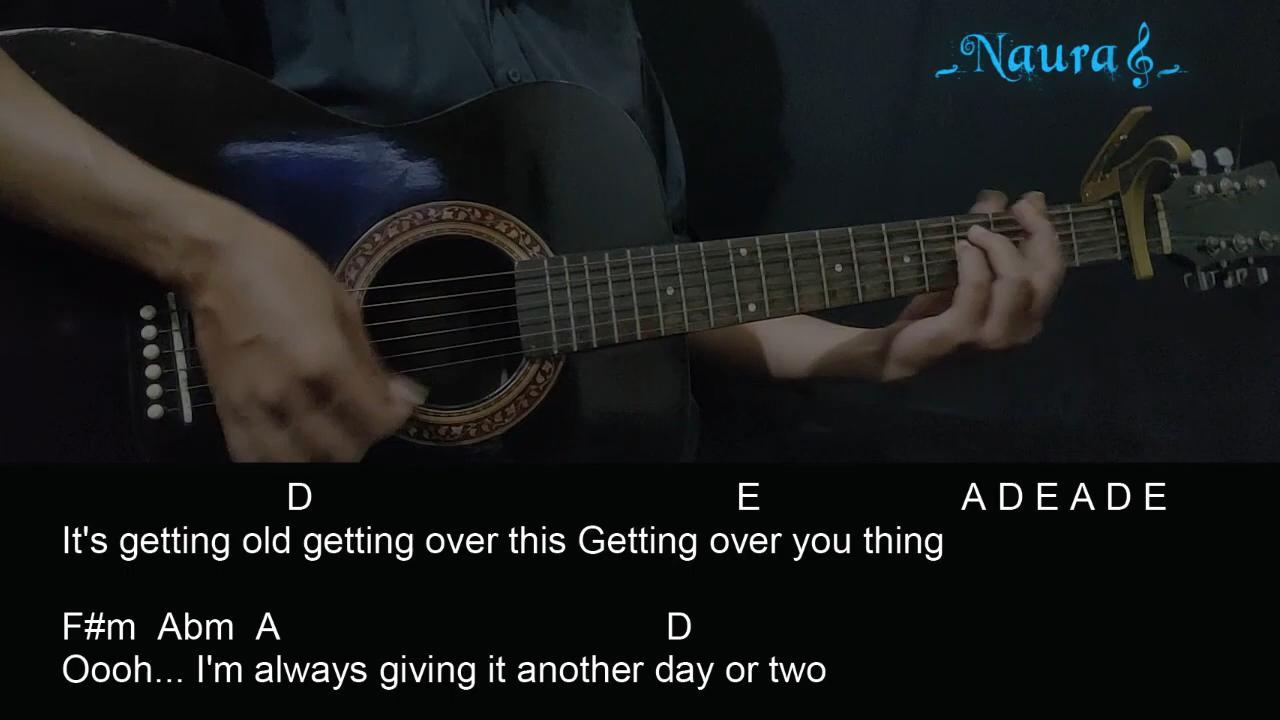 Naura
D E A D E A D E
It's getting old getting over this Getting over you thing
F#m Abm A D
Oooh... I'm always giving it another day or two